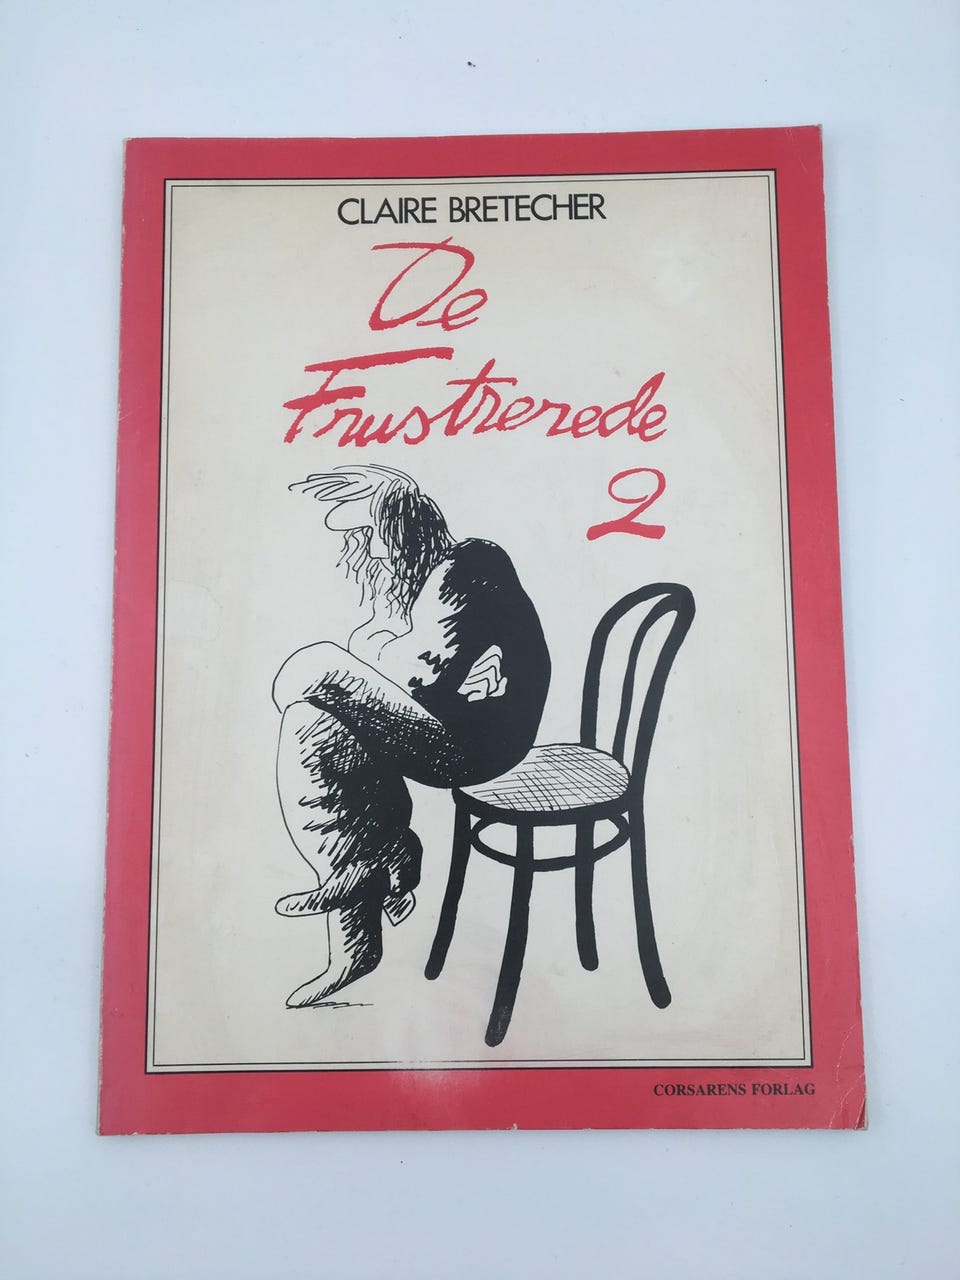 CLAIRE BRETECHER
De
Frustrerede
2
CORSARENS FORLAG